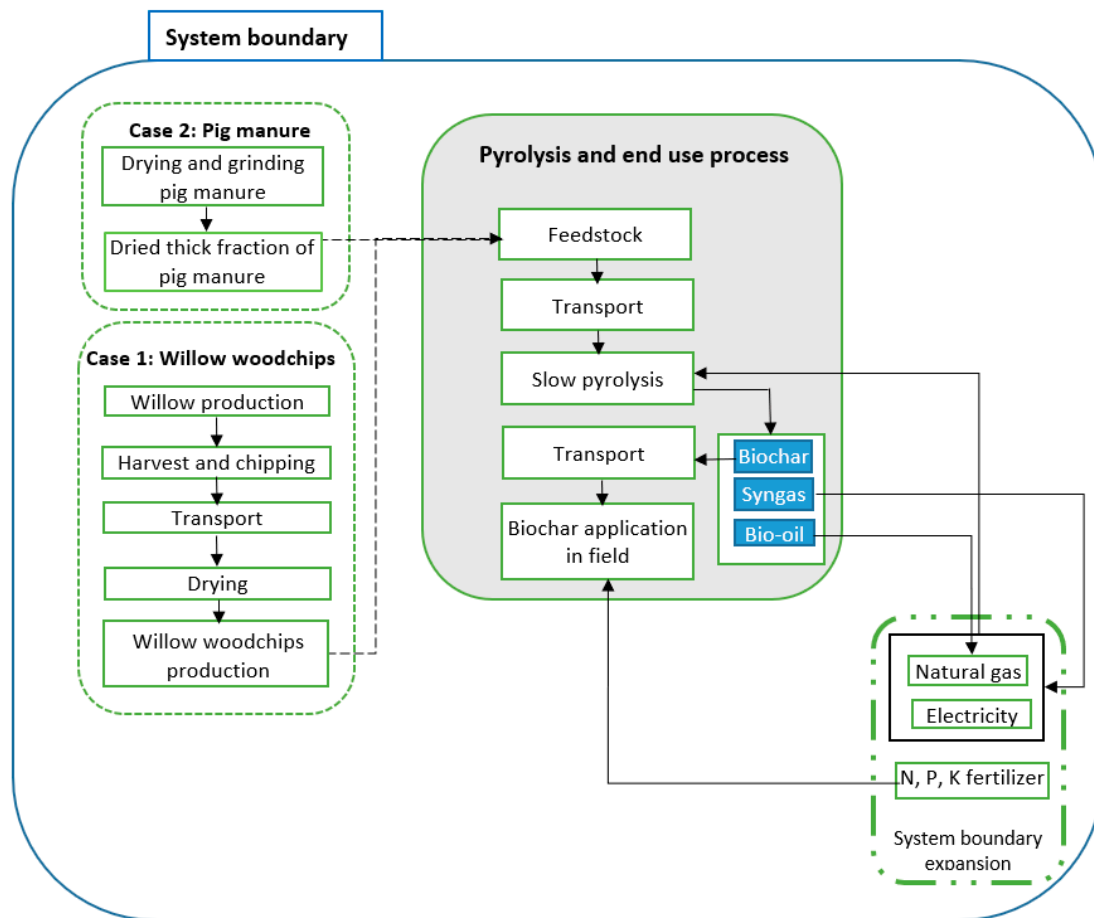 System boundary
Case 2: Pig manure
Drying and grinding
pig manure
Dried thick fraction of
pig manure
Case 1: Willow woodchips
Willow production
Harvest and chipping
Transport
Drying
Willow woodchips
production
Pyrolysis and end use process
Feedstock
Transport
Slow pyrolysis
Transport
Biochar application
in field
Biochar
Syngas
Bio-oil
Natural gas
Electricity
N, P, K fertilizer
System boundary
expansion